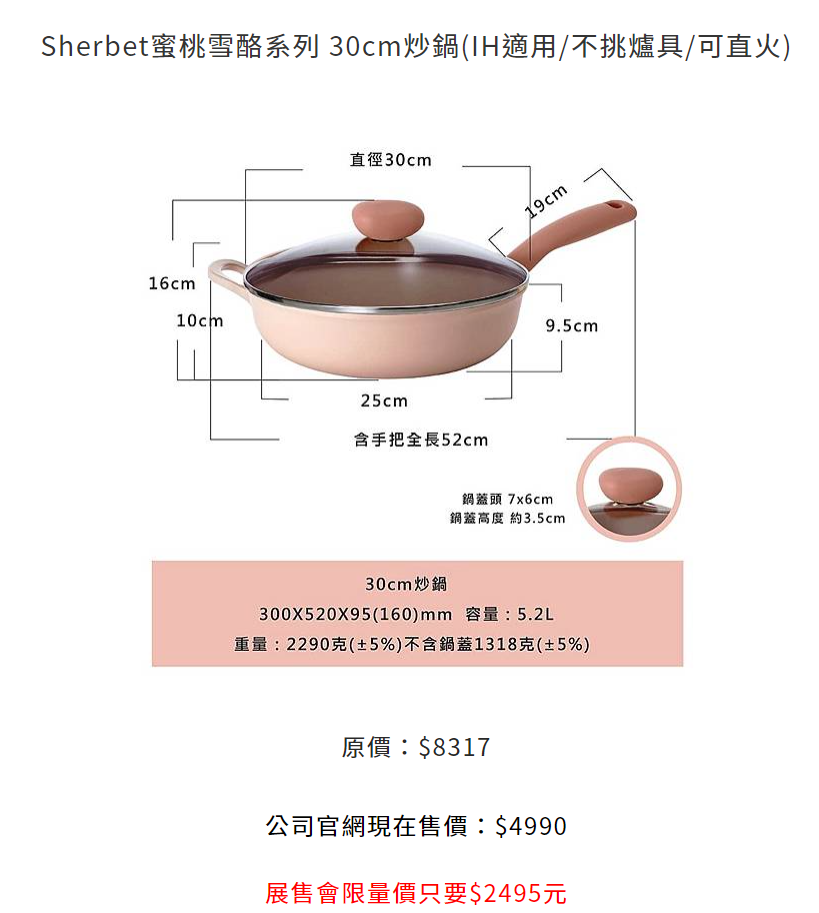 Sherbet蜜桃雪酪系列 30cm炒鍋(IH適用/不挑爐具/可直火)
直徑30cm
19cm
16cm
10cm
9.5cm
25cm
含手把全長52cm
鍋蓋頭 7x6cm
鍋蓋高度 約3.5cm
30cm炒鍋
300X520X95(160)mm 容量：5.2L
重量：2290克(±5%)不含鍋蓋1318克(±5%)
原價：$8317
公司官網現在售價：$4990
展售會限量價只要$2495元